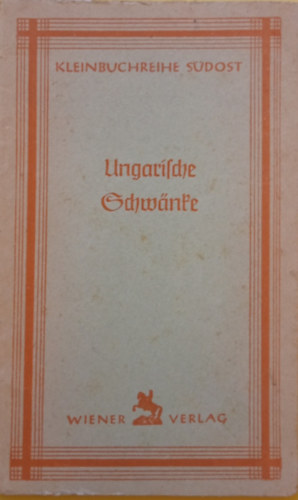 KLEINBUCHREIHE SÜDOST
Ungariſche
Schwänke
WIENER VERLAG